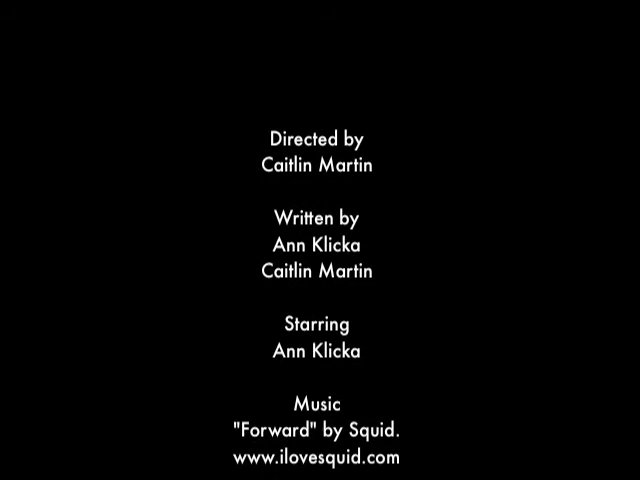 Directed by
Caitlin Martin
Written by
Ann Klicka
Caitlin Martin
Starring
Ann Klicka
Music
"Forward" by Squid.
www.ilovesquid.com